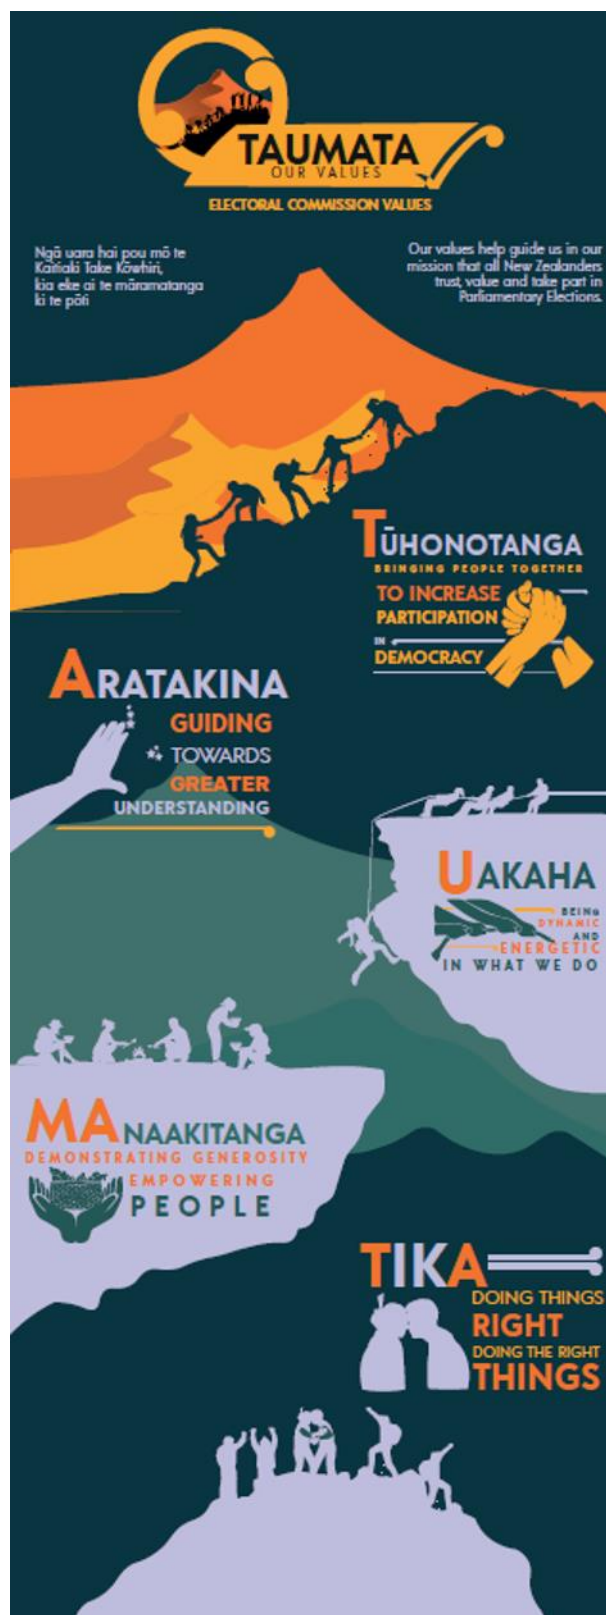 TAUMATA
OUR VALUES
ELECTORAL COMMISSION VALUES
Ngā uara hai pou mō te
Kaitiaki Take Kōwhiri,
kia eke ai te māramatanga
ki te pōti
Our values help guide us in our
mission that all New Zealanders
trust, value and take part in
Parliamentary Elections.
TŪHONOTANGA
BRINGING PEOPLE TOGETHER
TO INCREASE
PARTICIPATION
IN
DEMOCRACY
ARATAKINA
GUIDING
TOWARDS
GREATER
UNDERSTANDING
UAKAHA
BEING
DYNAMIC
AND
ENERGETIC
IN WHAT WE DO
MANAAKITANGA
DEMONSTRATING GENEROSITY
EMPOWERING
PEOPLE
TIKA
DOING THINGS
RIGHT
DOING THE RIGHT
THINGS